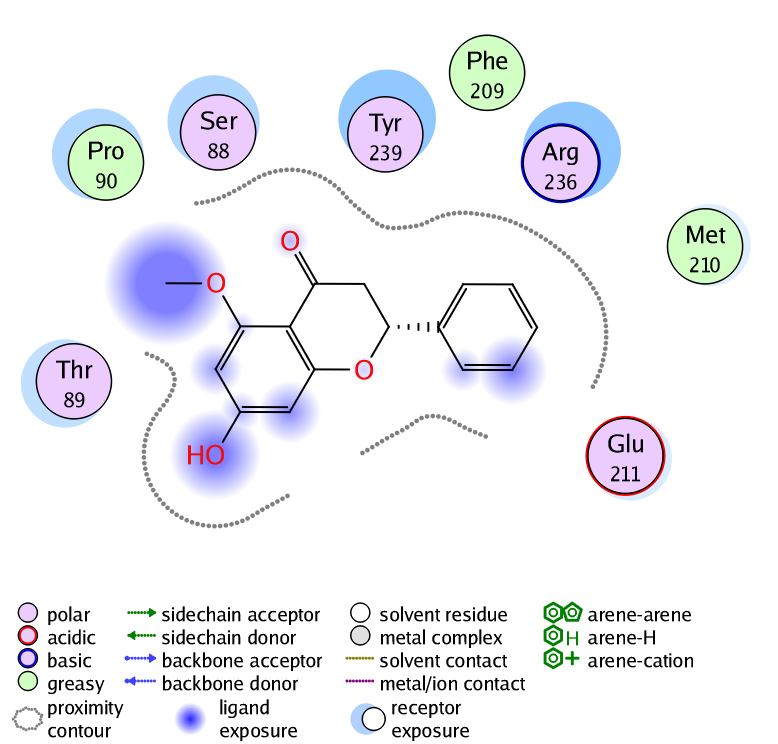 Phe
209
Ser
88
Tyr
239
Pro
90
Arg
236
Met
210
O
O
Thr
89
O
HO
Glu
211
polar sidechain acceptor solvent residue arene-arene
acidic sidechain donor metal complex H arene-H
basic backbone acceptor solvent contact arene-cation
greasy backbone donor metal/ion contact
proximity ligand receptor
contour exposure exposure